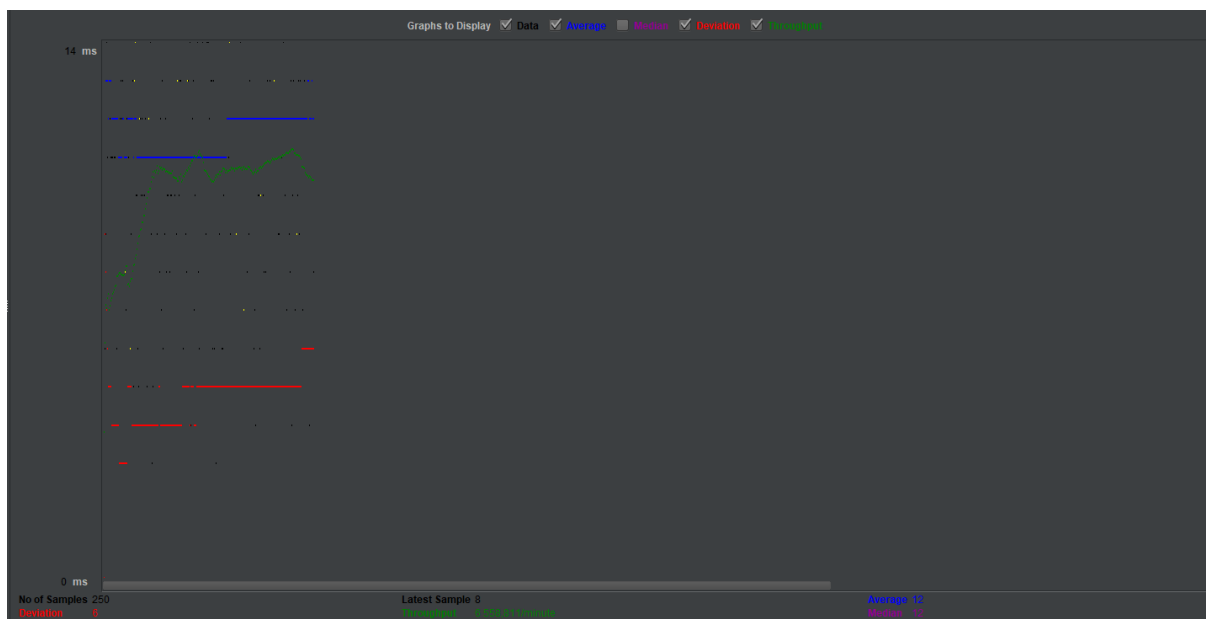 Graphs to Display Data Average Median Deviation Throughput
14 ms
0 ms
No of Samples 250 Latest Sample 8 Average 12
Deviation 6 Throughput Median